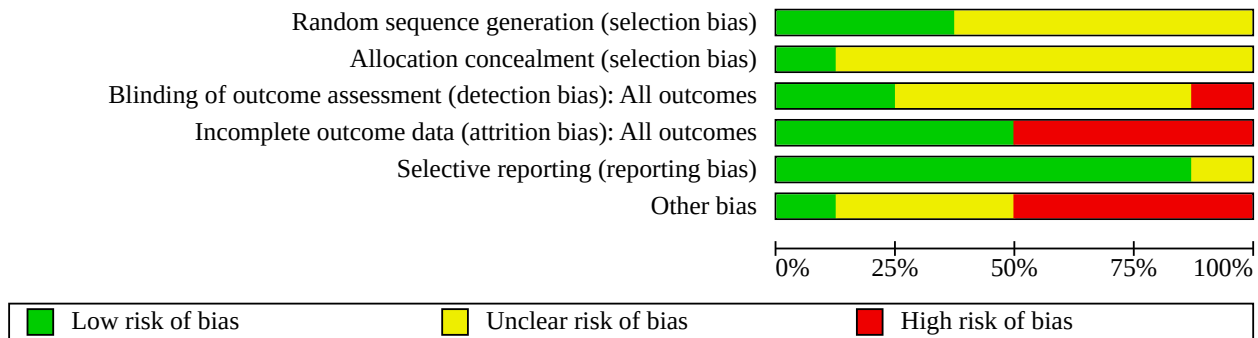 Random sequence generation (selection bias)
Allocation concealment (selection bias)
Blinding of outcome assessment (detection bias): All outcomes
Incomplete outcome data (attrition bias): All outcomes
Selective reporting (reporting bias)
Other bias
0% 25% 50% 75% 100%
Low risk of bias Unclear risk of bias High risk of bias